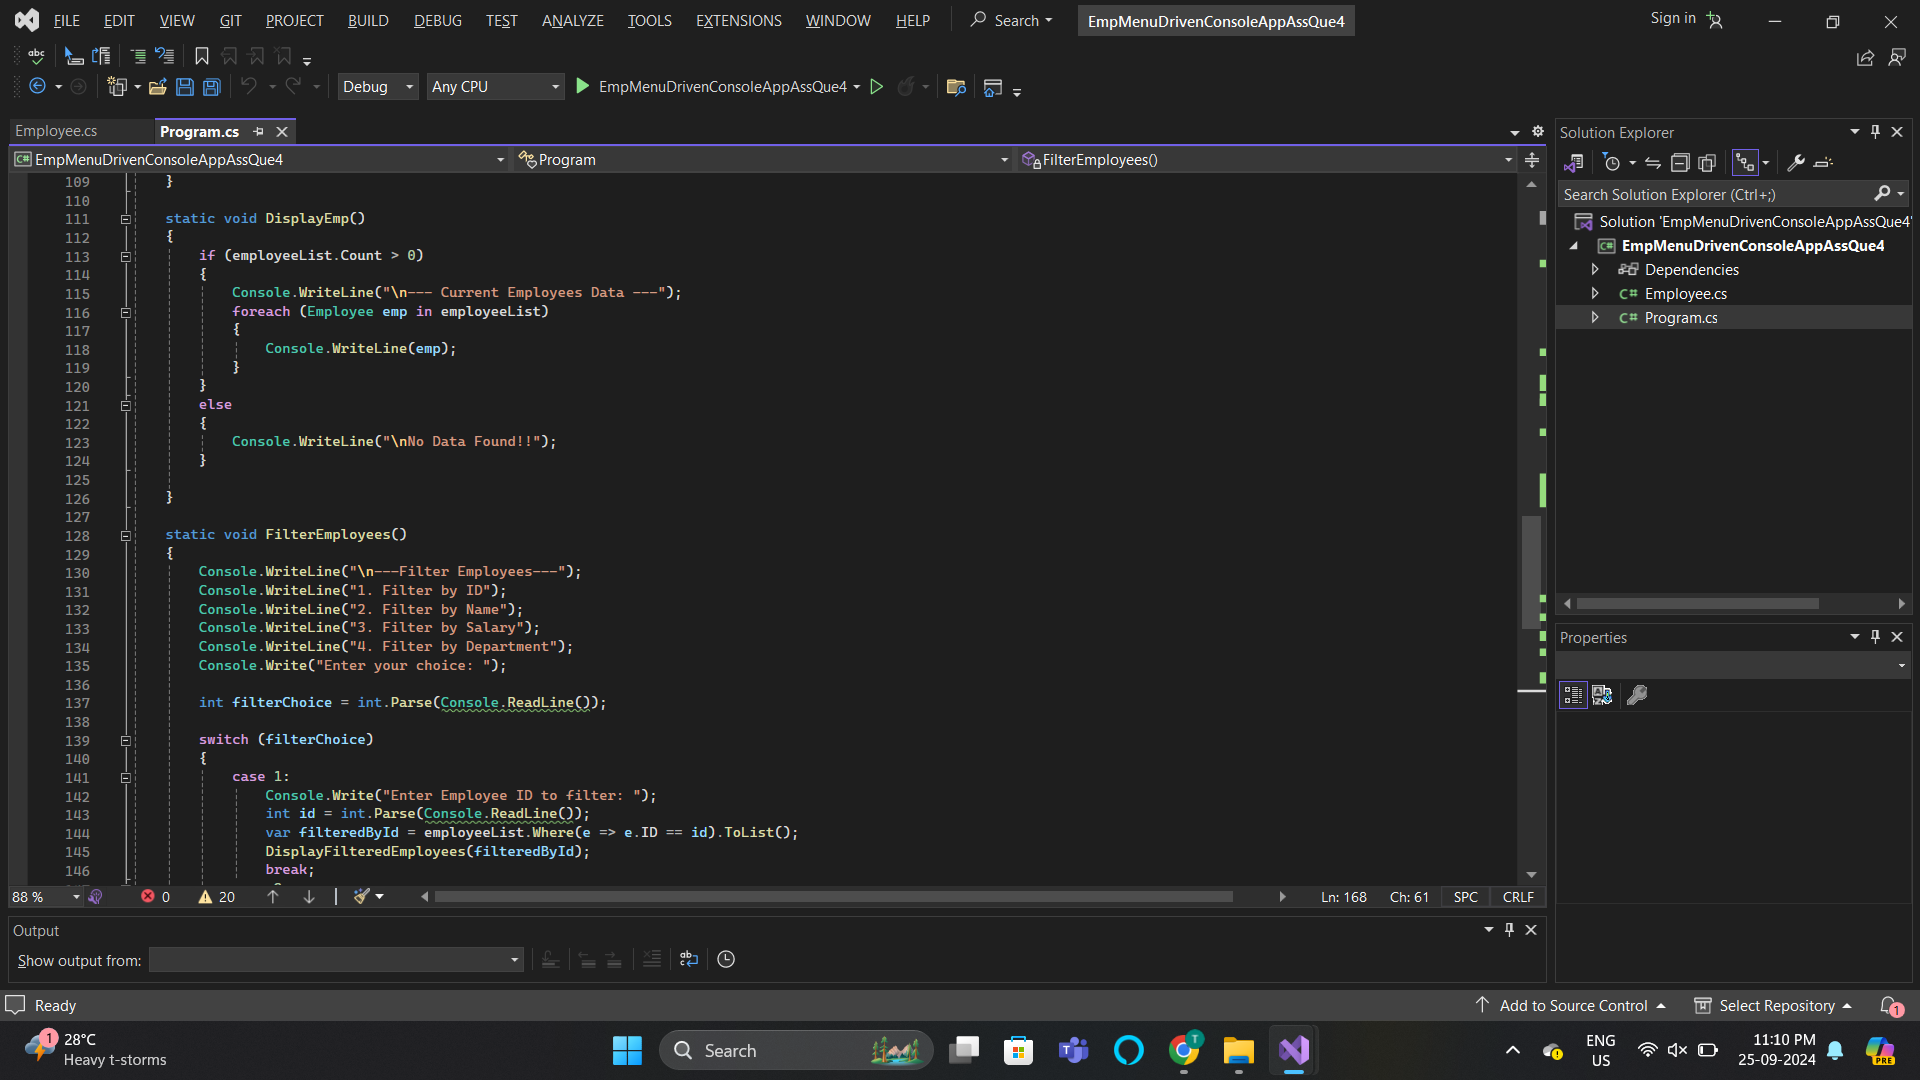 FILE EDIT VIEW GIT PROJECT BUILD DEBUG TEST ANALYZE TOOLS EXTENSIONS WINDOW HELP Search EmpMenuDrivenConsoleAppAssQue4 Sign in
Debug Any CPU EmpMenuDrivenConsoleAppAssQue4
Employee.cs Program.cs
EmpMenuDrivenConsoleAppAssQue4 Program FilterEmployees()
109 }
110
111 static void DisplayEmp()
112 {
113 if (employeeList.Count > 0)
114 {
115 Console.WriteLine("\n--- Current Employees Data ---");
116 foreach (Employee emp in employeeList)
117 {
118 Console.WriteLine(emp);
119 }
120 }
121 else
122 {
123 Console.WriteLine("\nNo Data Found!!");
124 }
125
126 }
127
128 static void FilterEmployees()
129 {
130 Console.WriteLine("\n---Filter Employees---");
131 Console.WriteLine("1. Filter by ID");
132 Console.WriteLine("2. Filter by Name");
133 Console.WriteLine("3. Filter by Salary");
134 Console.WriteLine("4. Filter by Department");
135 Console.Write("Enter your choice: ");
136
137 int filterChoice = int.Parse(Console.ReadLine());
138
139 switch (filterChoice)
140 {
141 case 1:
142 Console.Write("Enter Employee ID to filter: ");
143 int id = int.Parse(Console.ReadLine());
144 var filteredById = employeeList.Where(e => e.ID == id).ToList();
145 DisplayFilteredEmployees(filteredById);
146 break;
88 % 0 20 Ln: 168 Ch: 61 SPC CRLF
Output
Show output from:
Solution Explorer
Search Solution Explorer (Ctrl+;)
Solution 'EmpMenuDrivenConsoleAppAssQue4'
EmpMenuDrivenConsoleAppAssQue4
Dependencies
C# Employee.cs
C# Program.cs
Properties
Ready Add to Source Control Select Repository 1
1 28°C
Heavy t-storms
Search
ENG
US
11:10 PM
25-09-2024
PRE